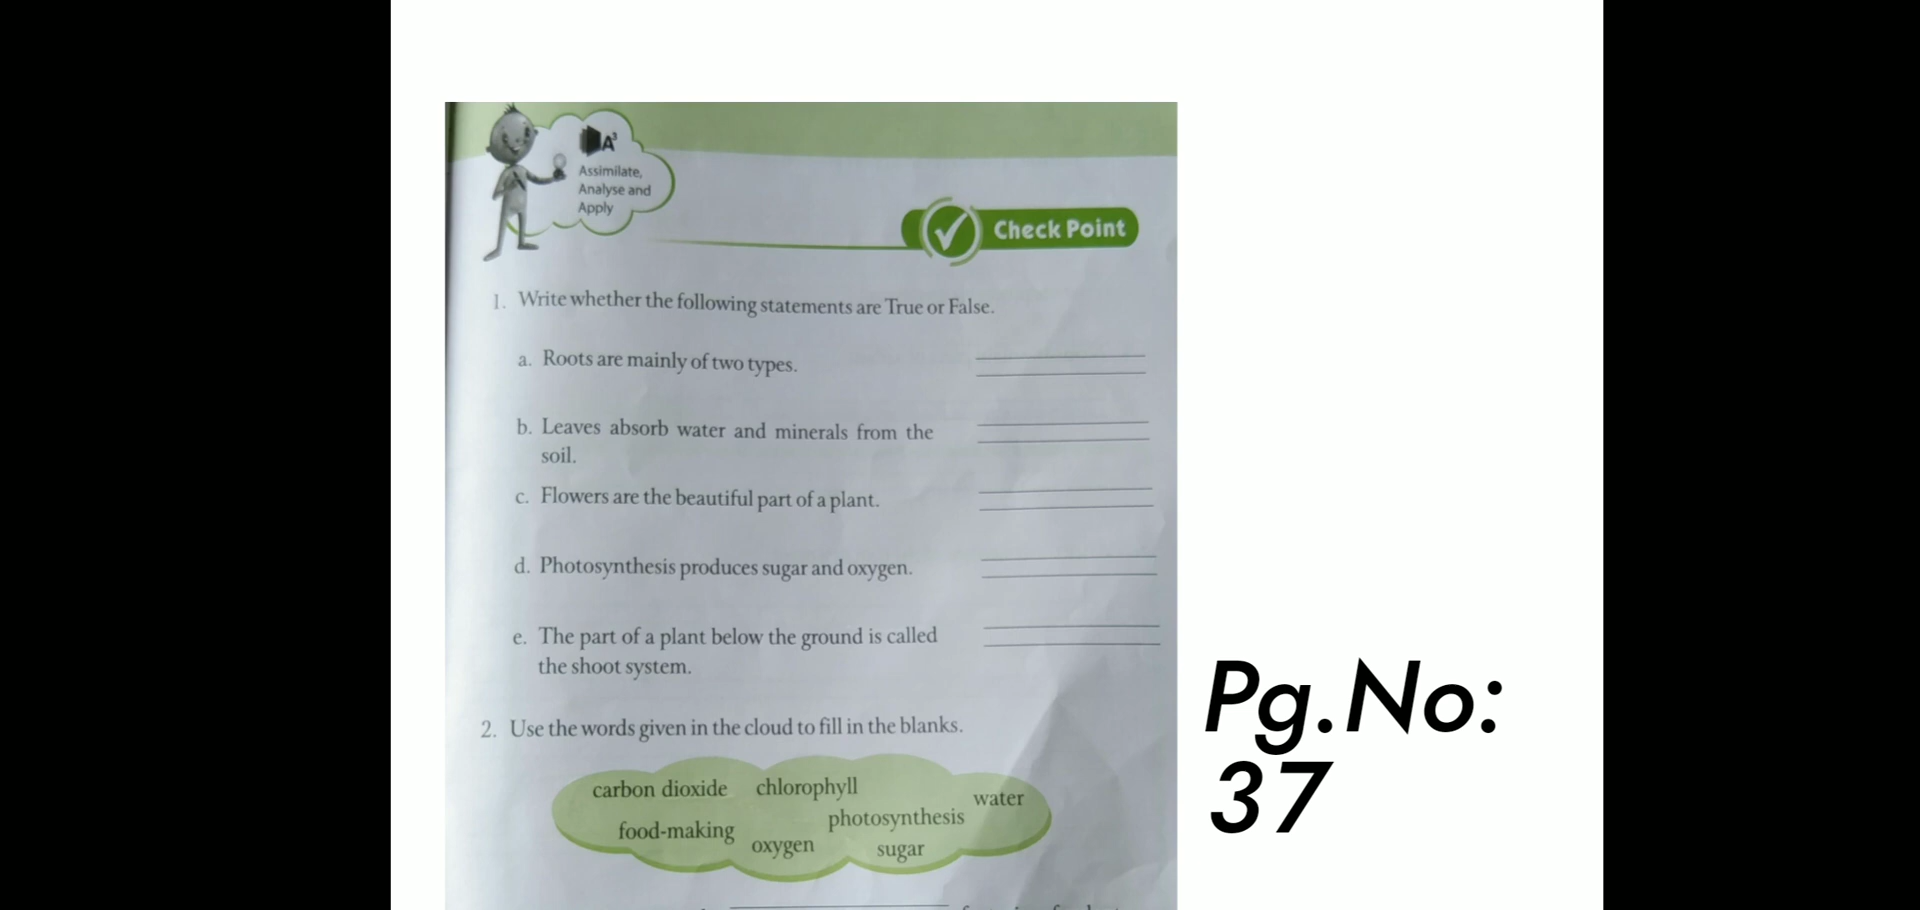 A³
Assimilate,
Analyse and
Apply
Check Point
1. Write whether the following statements are True or False.
a. Roots are mainly of two types.
b. Leaves absorb water and minerals from the
soil.
c. Flowers are the beautiful part of a plant.
d. Photosynthesis produces sugar and oxygen.
e. The part of a plant below the ground is called
the shoot system.
2. Use the words given in the cloud to fill in the blanks.
carbon dioxide chlorophyll
water
photosynthesis
food-making
oxygen
sugar
Pg.No:
37